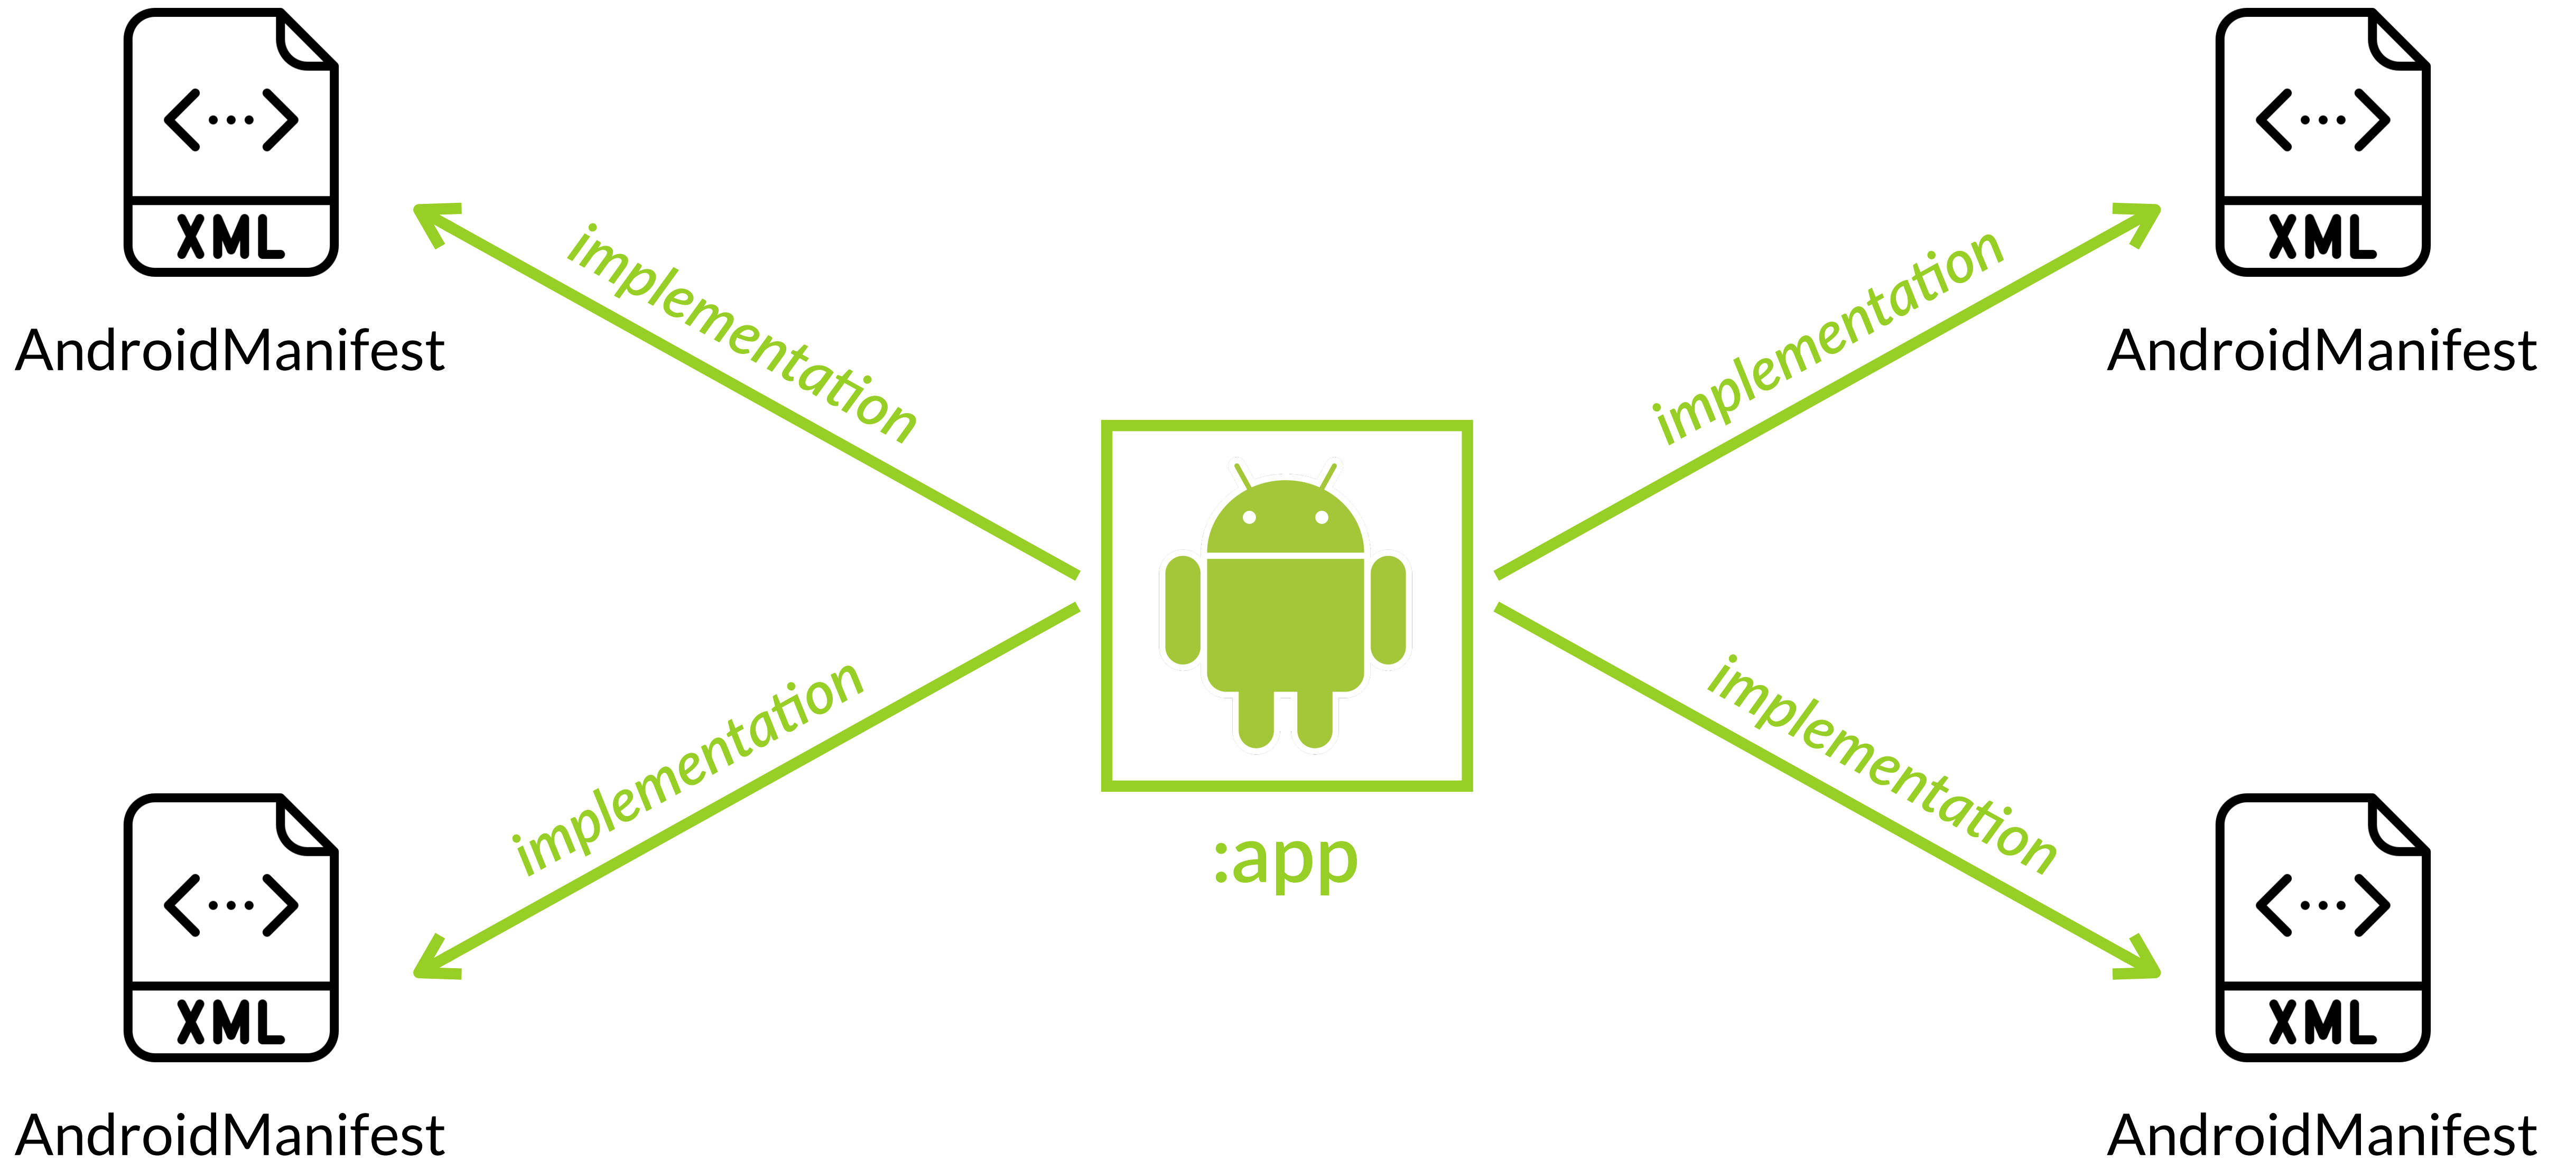 XML
XML
AndroidManifest
AndroidManifest
implementation
implementation
:app
implementation
implementation
XML
XML
AndroidManifest
AndroidManifest